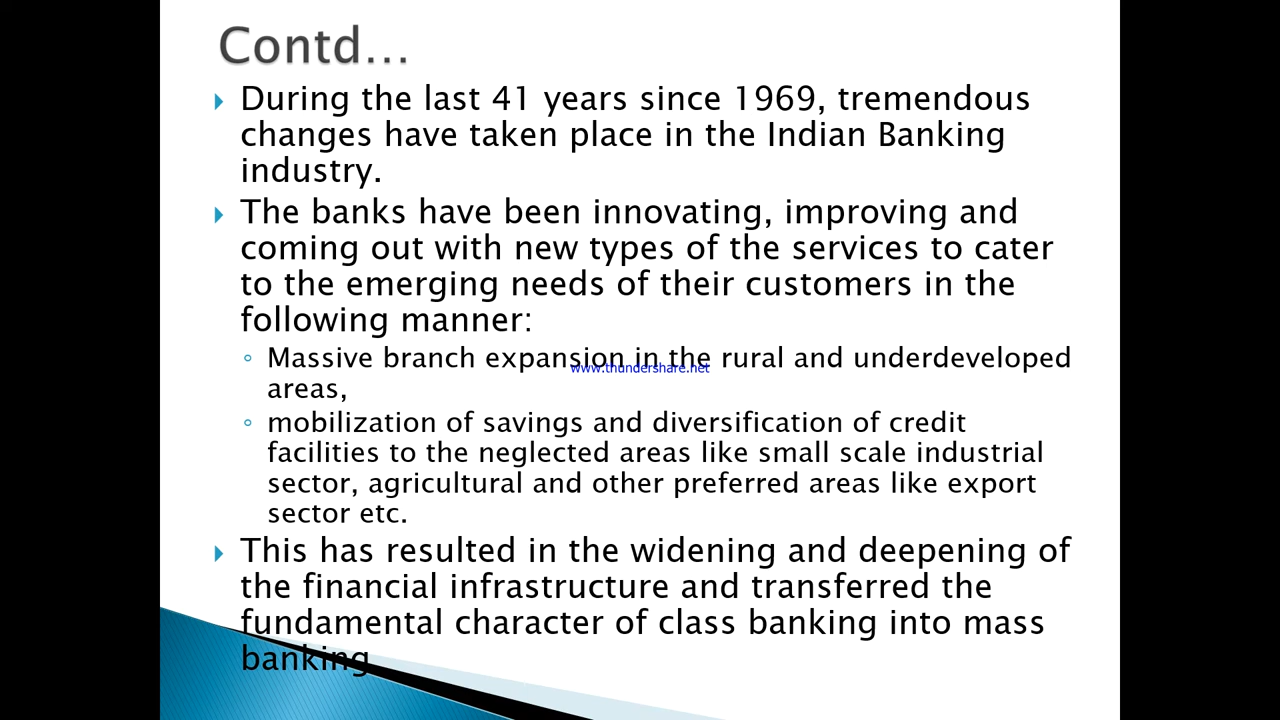 Contd...
During the last 41 years since 1969, tremendous
changes have taken place in the Indian Banking
industry.
The banks have been innovating, improving and
coming out with new types of the services to cater
to the emerging needs of their customers in the
following manner:
Massive branch expansion in the rural and underdeveloped
www.thundershare.net
areas,
mobilization of savings and diversification of credit
facilities to the neglected areas like small scale industrial
sector, agricultural and other preferred areas like export
sector etc.
This has resulted in the widening and deepening of
the financial infrastructure and transferred the
fundamental character of class banking into mass
banking